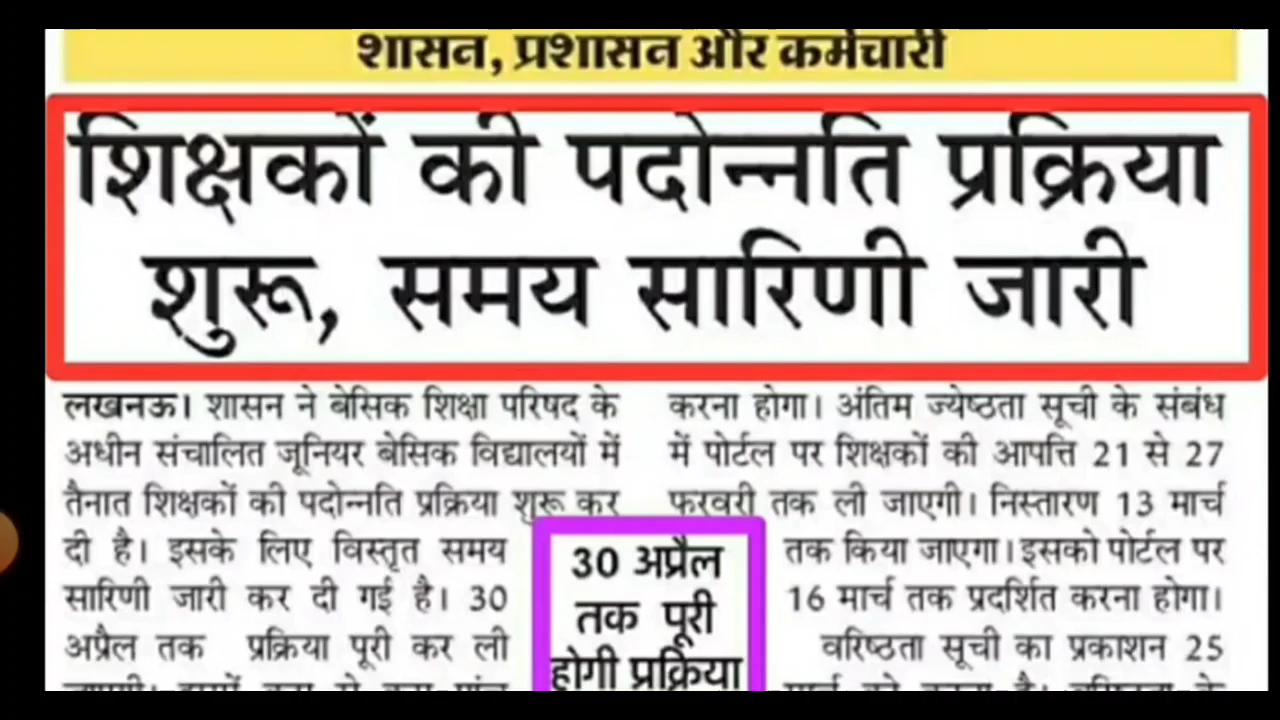 शासन, प्रशासन और कर्मचारी
शिक्षकों की पदोन्नति प्रक्रिया
शुरू, समय सारिणी जारी
लखनऊ। शासन ने बेसिक शिक्षा परिषद के
अधीन संचालित जूनियर बेसिक विद्यालयों में
तैनात शिक्षकों की पदोन्नति प्रक्रिया शुरू कर
दी है। इसके लिए विस्तृत समय
सारिणी जारी कर दी गई है। 30
अप्रैल तक प्रक्रिया पूरी कर ली
30 अप्रैल
तक पूरी
होगी प्रक्रिया
करना होगा। अंतिम ज्येष्ठता सूची के संबंध
में पोर्टल पर शिक्षकों की आपत्ति 21 से 27
फरवरी तक ली जाएगी। निस्तारण 13 मार्च
तक किया जाएगा। इसको पोर्टल पर
16 मार्च तक प्रदर्शित करना होगा।
वरिष्ठता सूची का प्रकाशन 25